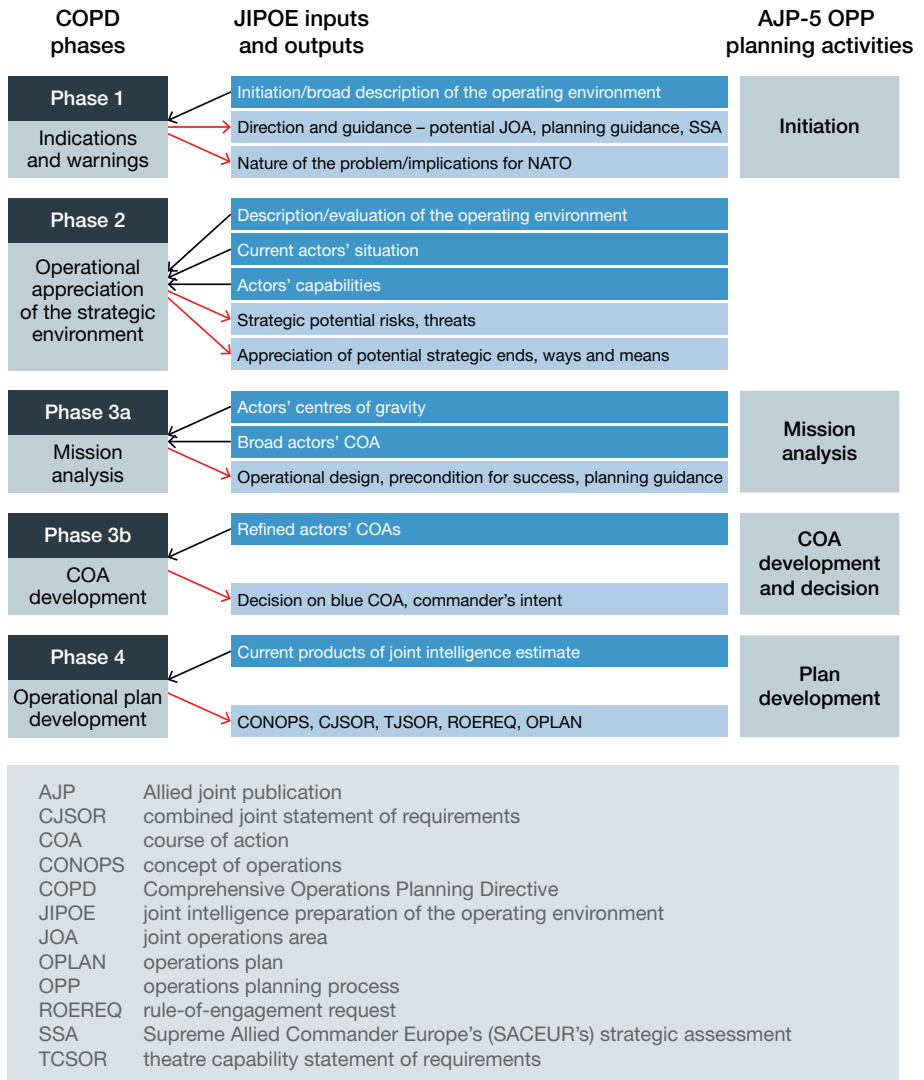 COPD
phases
JIPOE inputs
and outputs
AJP-5 OPP
planning activities
Phase 1
Indications
and warnings
Initiation/broad description of the operating environment
Direction and guidance – potential JOA, planning guidance, SSA
Nature of the problem/implications for NATO
Initiation
Phase 2
Operational
appreciation
of the strategic
environment
Description/evaluation of the operating environment
Current actors’ situation
Actors’ capabilities
Strategic potential risks, threats
Appreciation of potential strategic ends, ways and means
Phase 3a
Mission
analysis
Actors’ centres of gravity
Broad actors’ COA
Operational design, precondition for success, planning guidance
Mission
analysis
Phase 3b
COA
development
Refined actors’ COAs
Decision on blue COA, commander’s intent
COA
development
and decision
Phase 4
Operational plan
development
Current products of joint intelligence estimate
CONOPS, CJSOR, TJSOR, ROEREQ, OPLAN
Plan
development
AJP Allied joint publication
CJSOR combined joint statement of requirements
COA course of action
CONOPS concept of operations
COPD Comprehensive Operations Planning Directive
JIPOE joint intelligence preparation of the operating environment
JOA joint operations area
OPLAN operations plan
OPP operations planning process
ROEREQ rule-of-engagement request
SSA Supreme Allied Commander Europe’s (SACEUR’s) strategic assessment
TCSOR theatre capability statement of requirements